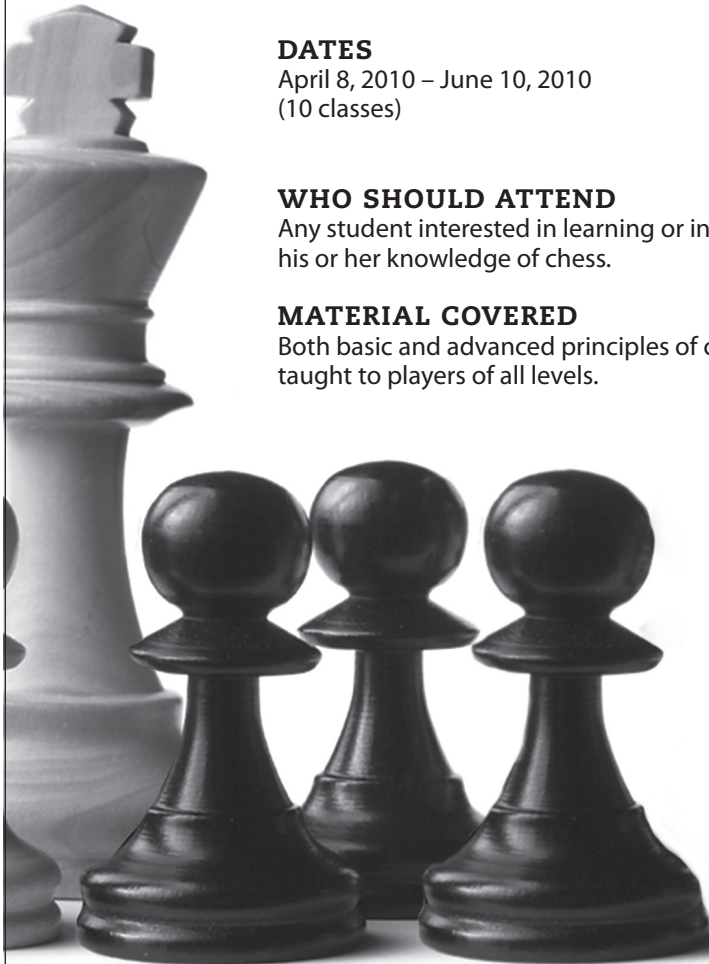 DATES
April 8, 2010 – June 10, 2010
(10 classes)
WHO SHOULD ATTEND
Any student interested in learning or in
his or her knowledge of chess.
MATERIAL COVERED
Both basic and advanced principles of
taught to players of all levels.